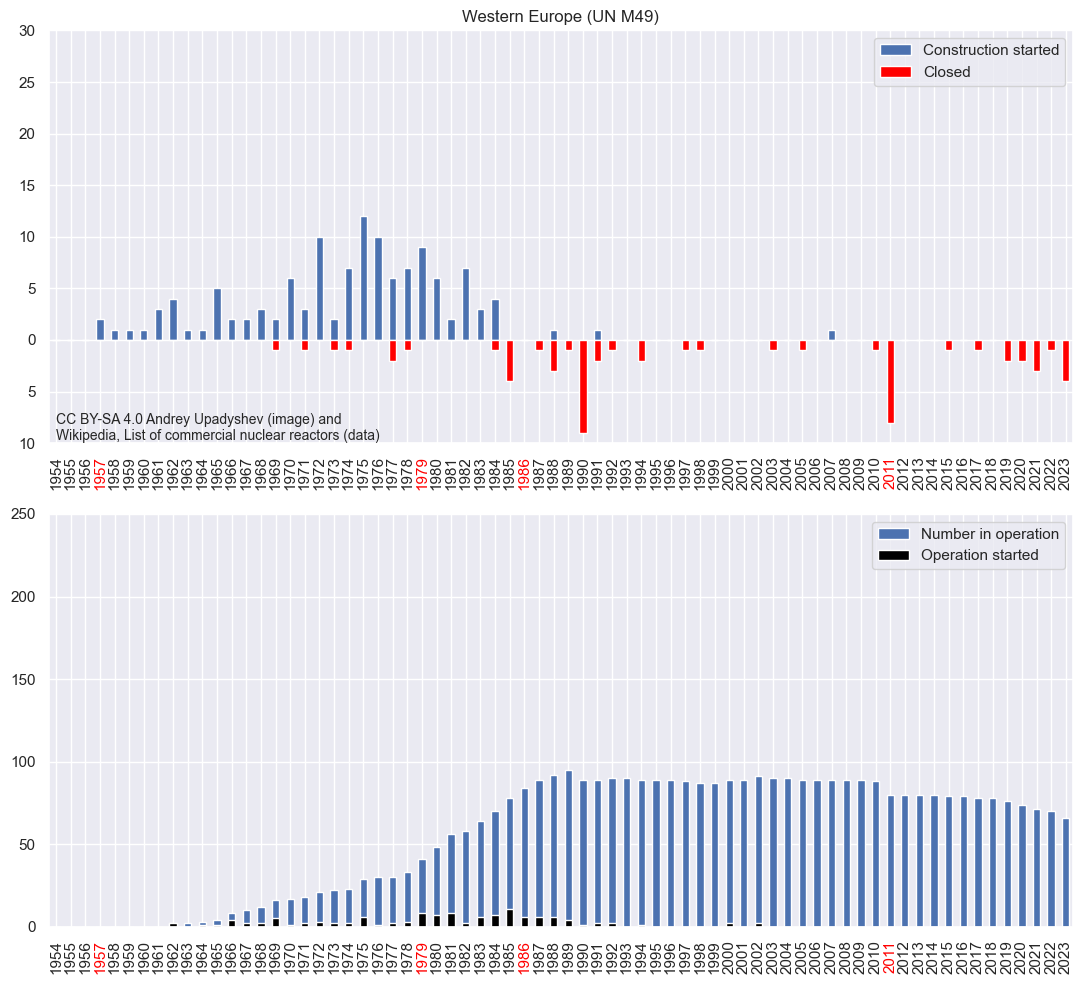 Western Europe (UN M49)
30
25
20
15
10
5
0
5
10
Construction started
Closed
CC BY-SA 4.0 Andrey Upadyshev (image) and
Wikipedia, List of commercial nuclear reactors (data)
1954 1955 1956 1957 1958 1959 1960 1961 1962 1963 1964 1965 1966 1967 1968 1969 1970 1971 1972 1973 1974 1975 1976 1977 1978 1979 1980 1981 1982 1983 1984 1985 1986 1987 1988 1989 1990 1991 1992 1993 1994 1995 1996 1997 1998 1999 2000 2001 2002 2003 2004 2005 2006 2007 2008 2009 2010 2011 2012 2013 2014 2015 2016 2017 2018 2019 2020 2021 2022 2023
250
200
150
100
50
0
Number in operation
Operation started
1954 1955 1956 1957 1958 1959 1960 1961 1962 1963 1964 1965 1966 1967 1968 1969 1970 1971 1972 1973 1974 1975 1976 1977 1978 1979 1980 1981 1982 1983 1984 1985 1986 1987 1988 1989 1990 1991 1992 1993 1994 1995 1996 1997 1998 1999 2000 2001 2002 2003 2004 2005 2006 2007 2008 2009 2010 2011 2012 2013 2014 2015 2016 2017 2018 2019 2020 2021 2022 2023